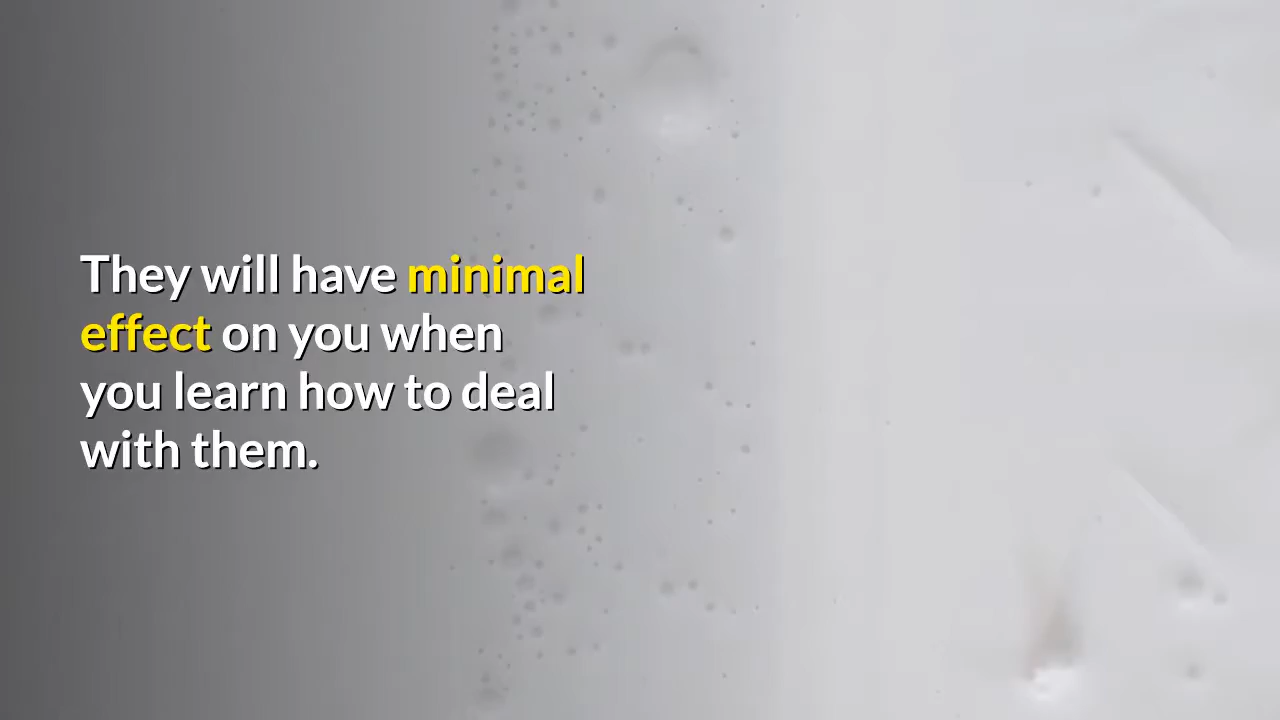 They will have minimal
effect on you when
you learn how to deal
with them.